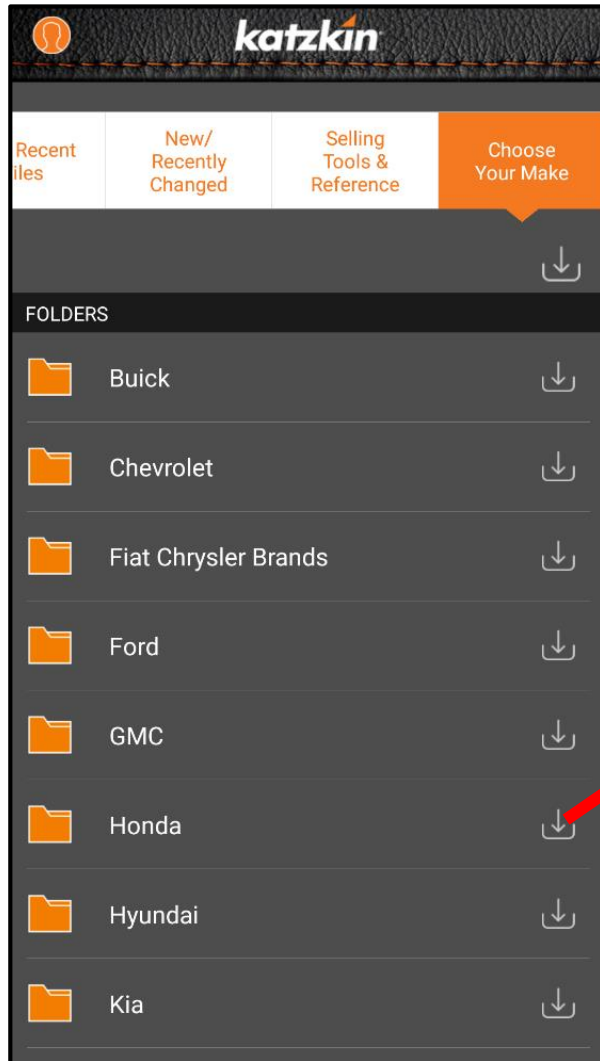 katzkin
Recent
iles
New/
Recently
Changed
Selling
Tools &
Reference
Choose
Your Make
FOLDERS
Buick
Chevrolet
Fiat Chrysler Brands
Ford
GMC
Honda
Hyundai
Kia